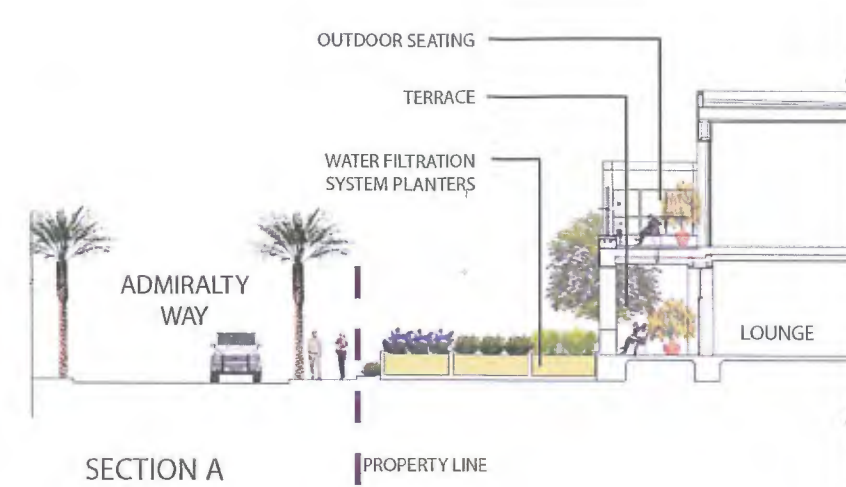 OUTDOOR SEATING
TERRACE
WATER FILTRATION
SYSTEM PLANTERS
ADMIRALTY
WAY
LOUNGE
SECTION A
PROPERTY LINE